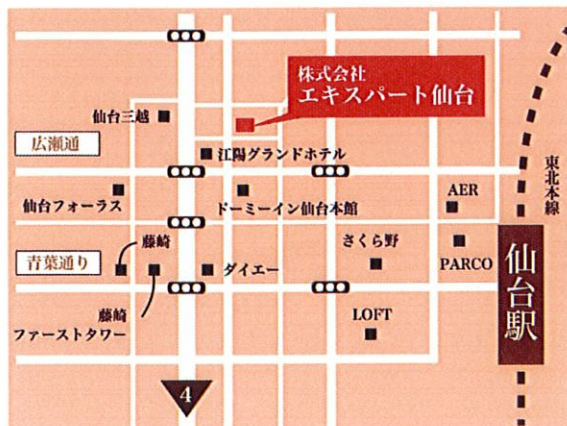 株式会社
エキスパート仙台
仙台三越
広瀬通
江陽グランドホテル
東北本線
仙台フォーラス
ドーミーイン仙台本館
AER
藤崎
さくら野
青葉通り
ダイエー
PARCO
仙台駅
藤崎
ファーストタワー
LOFT
4